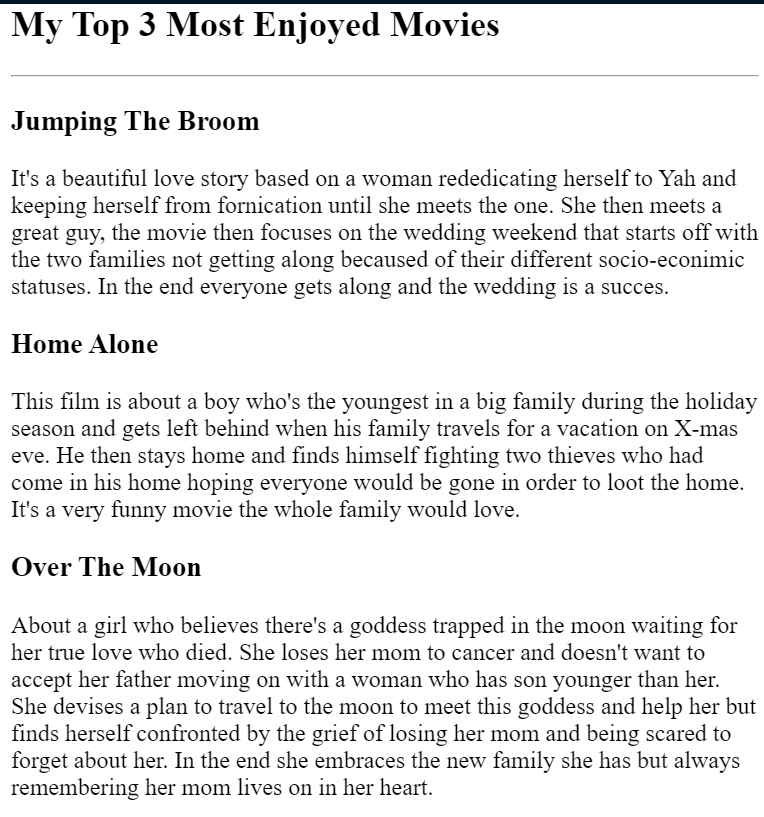 My Top 3 Most Enjoyed Movies
Jumping The Broom
It's a beautiful love story based on a woman rededicating herself to Yah and
keeping herself from fornication until she meets the one. She then meets a
great guy, the movie then focuses on the wedding weekend that starts off with
the two families not getting along becaused of their different socio-econimic
statuses. In the end everyone gets along and the wedding is a succes.
Home Alone
This film is about a boy who's the youngest in a big family during the holiday
season and gets left behind when his family travels for a vacation on X-mas
eve. He then stays home and finds himself fighting two thieves who had
come in his home hoping everyone would be gone in order to loot the home.
It's a very funny movie the whole family would love.
Over The Moon
About a girl who believes there's a goddess trapped in the moon waiting for
her true love who died. She loses her mom to cancer and doesn't want to
accept her father moving on with a woman who has son younger than her.
She devises a plan to travel to the moon to meet this goddess and help her but
finds herself confronted by the grief of losing her mom and being scared to
forget about her. In the end she embraces the new family she has but always
remembering her mom lives on in her heart.